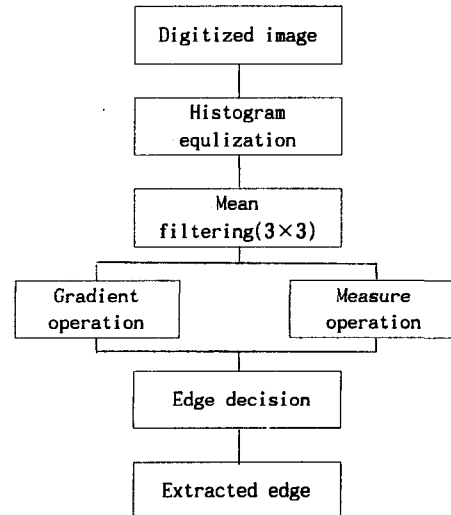 Digitized image
Histogram
equlization
Mean
filtering(3×3)
Gradient
operation
Measure
operation
Edge decision
Extracted edge